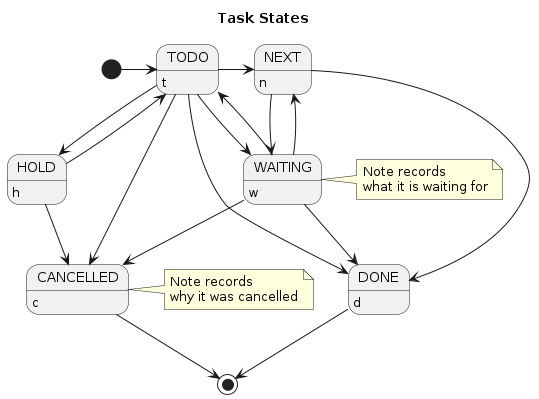 Task States
TODO
t
NEXT
n
HOLD
h
WAITING
w
Note records
what it is waiting for
CANCELLED
c
Note records
why it was cancelled
DONE
d